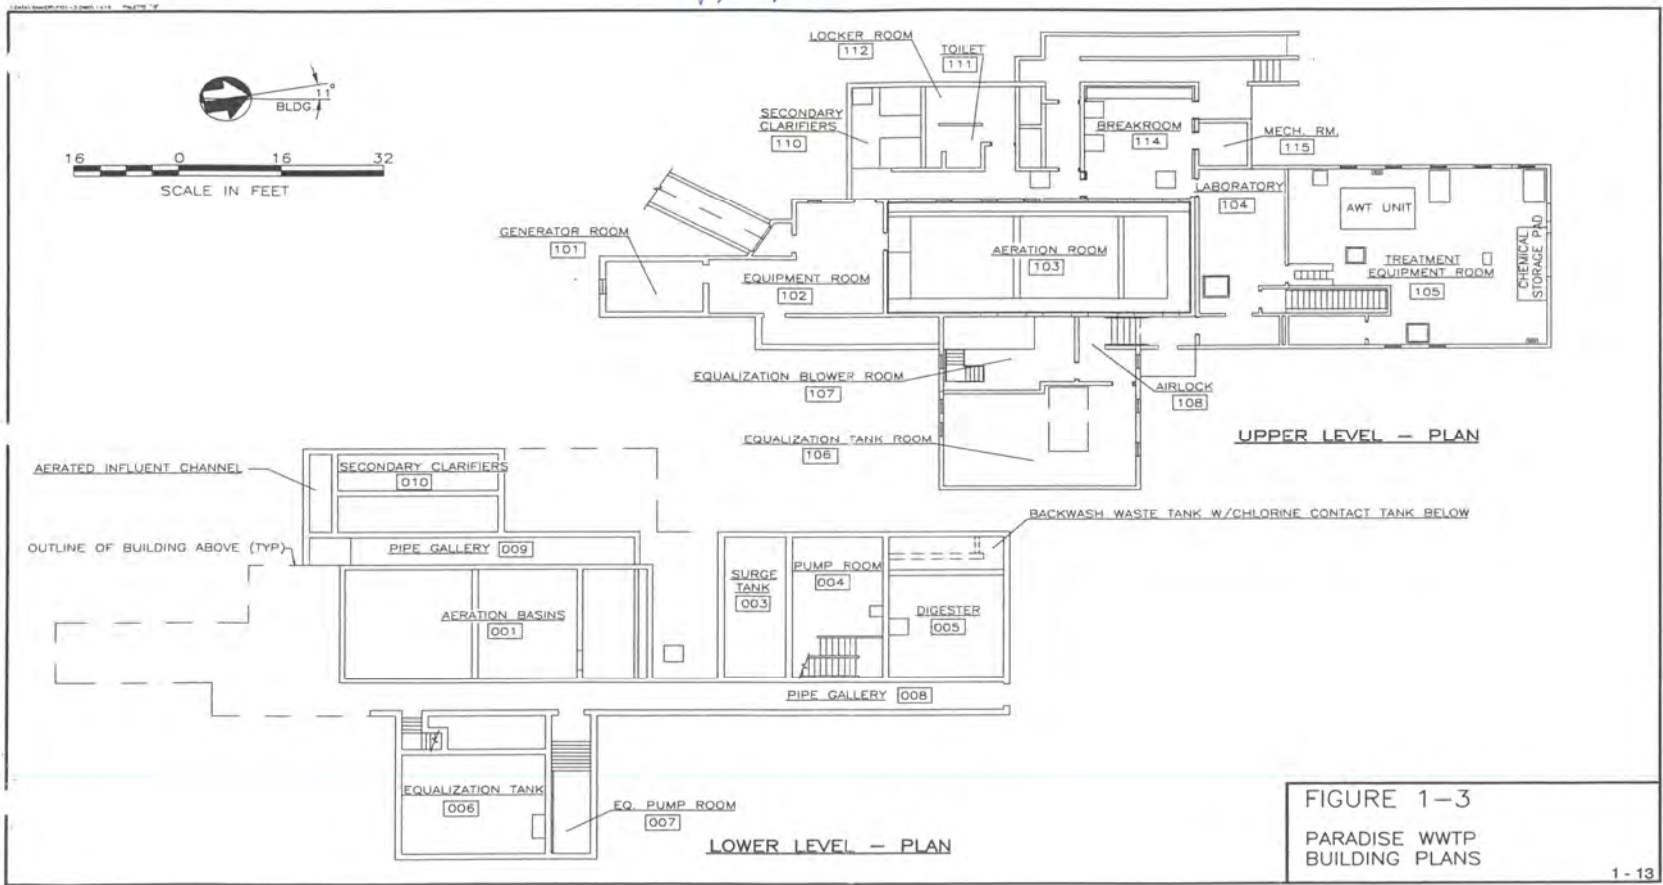 11°
BLDG.
16 0 16 32
SCALE IN FEET
LOCKER ROOM
112
TOILET
111
SECONDARY
CLARIFIERS
110
BREAKROOM
114
MECH. RM.
115
LABORATORY
104
AWT UNIT
GENERATOR ROOM
101
EQUIPMENT ROOM
102
AERATION ROOM
103
TREATMENT
EQUIPMENT ROOM
105
CHEMICAL
STORAGE PAD
EQUALIZATION BLOWER ROOM
107
AIRLOCK
108
EQUALIZATION TANK ROOM
106
UPPER LEVEL – PLAN
AERATED INFLUENT CHANNEL
SECONDARY CLARIFIERS
010
BACKWASH WASTE TANK W/CHLORINE CONTACT TANK BELOW
OUTLINE OF BUILDING ABOVE (TYP)
PIPE GALLERY 009
SURGE
TANK
003
PUMP ROOM
004
AERATION BASINS
001
DIGESTER
005
PIPE GALLERY 008
EQUALIZATION TANK
006
EQ. PUMP ROOM
007
LOWER LEVEL – PLAN
FIGURE 1–3
PARADISE WWTP
BUILDING PLANS
1 - 13